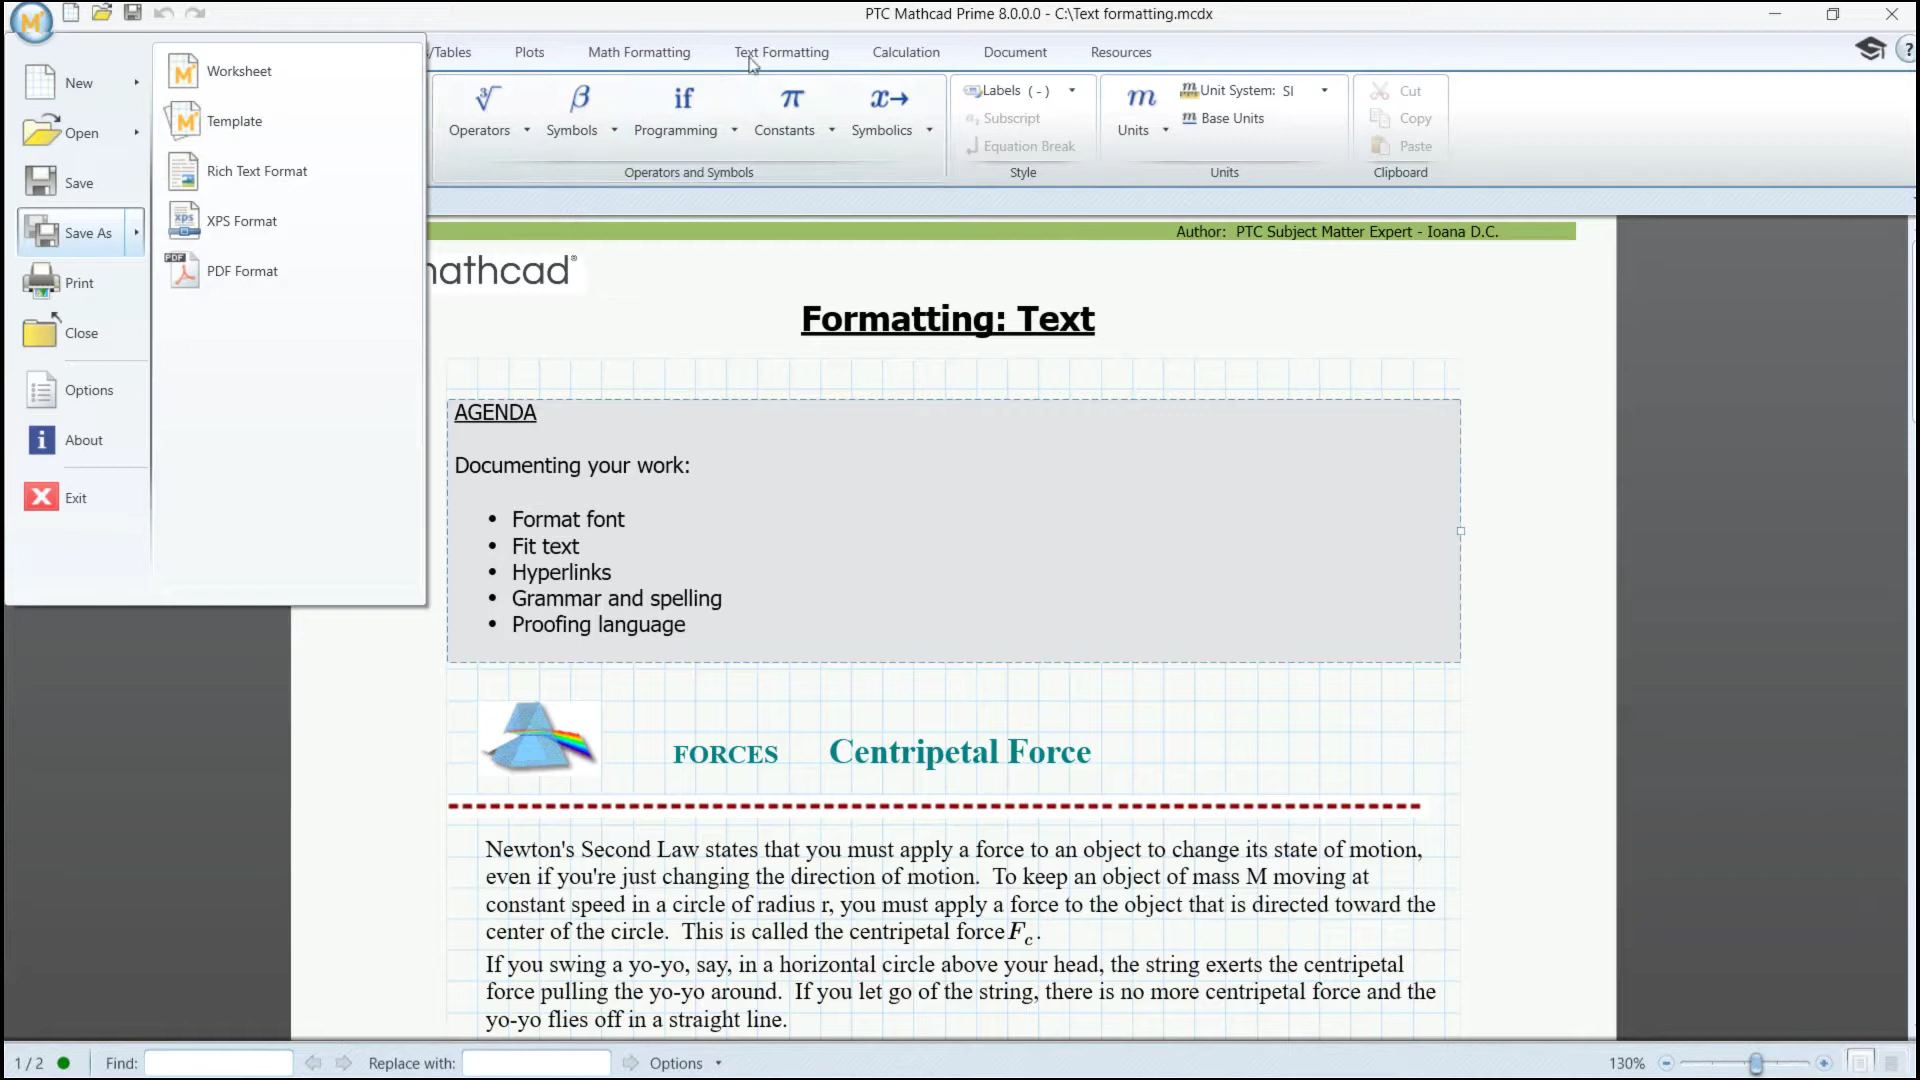 PTC Mathcad Prime 8.0.0.0 - C:\Text formatting.mcdx
/Tables
Plots
Math Formatting
Text Formatting
Calculation
Document
Resources
New
Open
Save
Save As
Print
Close
Options
About
Exit
Worksheet
Template
Rich Text Format
XPS Format
PDF Format
Operators
Symbols
if
Programming
π
Constants
Symbolics
Operators and Symbols
Labels ( - )
Subscript
Equation Break
Style
Units
Unit System: SI
Base Units
Units
Cut
Copy
Paste
Clipboard
Author: PTC Subject Matter Expert - Ioana D.C.
mathcad®
Formatting: Text
AGENDA
Documenting your work:
• Format font
• Fit text
• Hyperlinks
• Grammar and spelling
• Proofing language
FORCES Centripetal Force
Newton's Second Law states that you must apply a force to an object to change its state of motion,
even if you're just changing the direction of motion. To keep an object of mass M moving at
constant speed in a circle of radius r, you must apply a force to the object that is directed toward the
center of the circle. This is called the centripetal force Fc.
If you swing a yo-yo, say, in a horizontal circle above your head, the string exerts the centripetal
force pulling the yo-yo around. If you let go of the string, there is no more centripetal force and the
yo-yo flies off in a straight line.
1 / 2
Find:
Replace with:
Options
130%